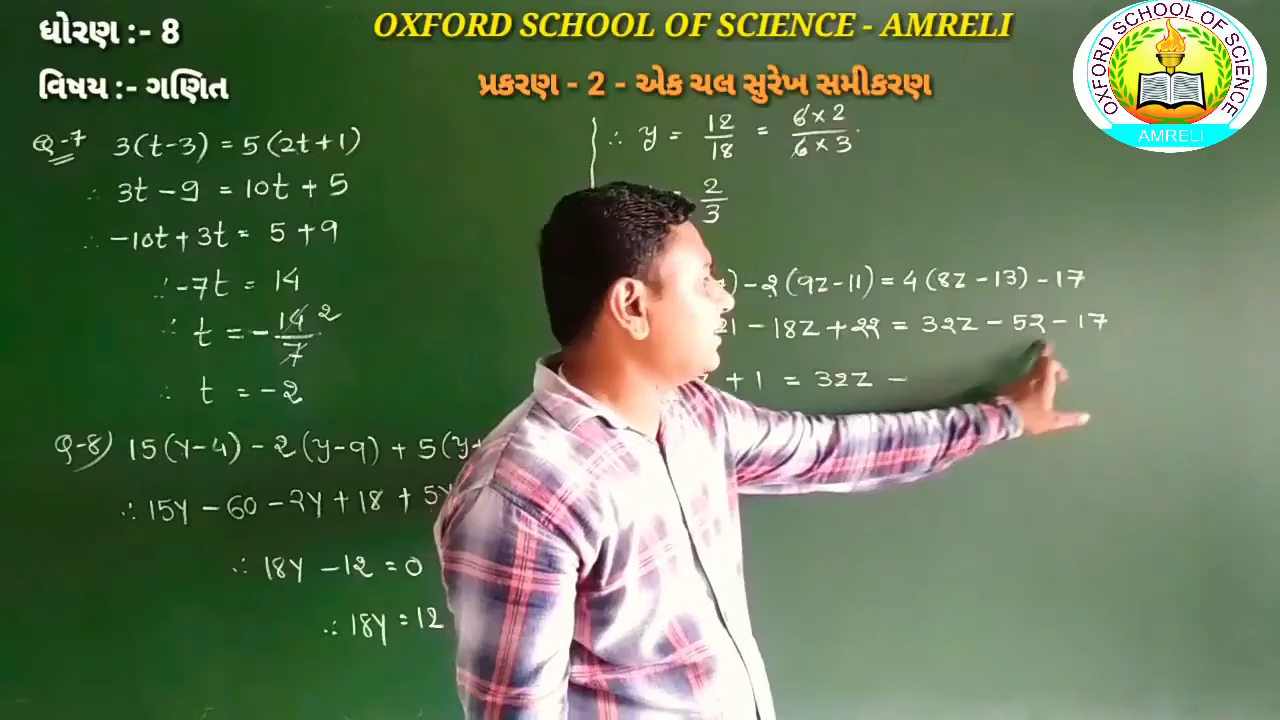 ધોરણ :- 8
OXFORD SCHOOL OF SCIENCE - AMRELI
વિષય :- ગણિત
પ્રકરણ - 2 - એક ચલ સુરેખ સમીકરણ
OXFORD SCHOOL OF SCIENCE
AMRELI
Q-7 3(t-3) = 5(2t+1)
∴ 3t - 9 = 10t + 5
∴ -10t + 3t = 5 + 9
∴ -7t = 14
∴ t = -14/7 2
∴ t = -2
Q-8) 15(y-4) - 2(y-9) + 5(y+
∴ 15y - 60 - 2y + 18 + 5y
∴ 18y - 12 = 0
∴ 18y = 12
∴ y = 12/18 = 6×2/6×3
= 2/3
) - 2(9z-11) = 4(8z-13) - 17
21 - 18z + 22 = 32z - 52 - 17
z + 1 = 32z -